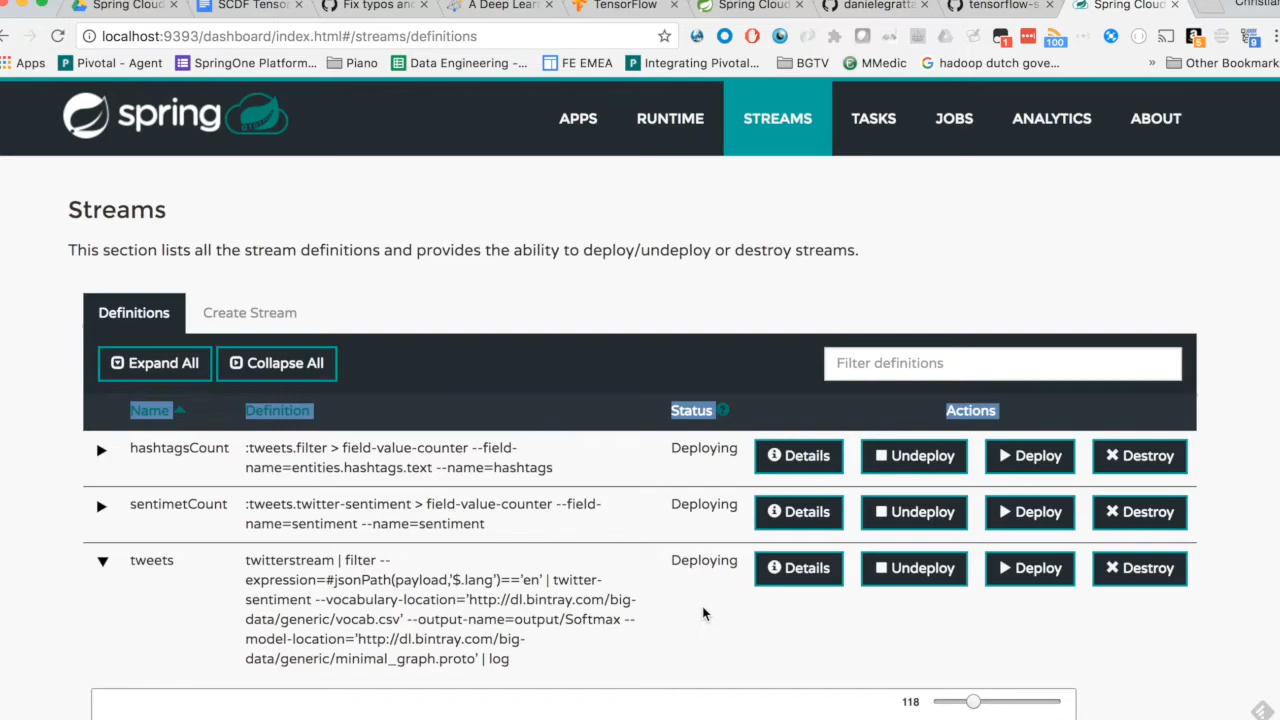 Spring Cloud
SCDF Tensor
Fix typos and
A Deep Learn
TensorFlow
Spring Cloud
danielegratta
tensorflow-s
Spring Cloud
Christian
localhost:9393/dashboard/index.html#/streams/definitions
1
100
5
9
Apps
Pivotal - Agent
SpringOne Platform...
Piano
Data Engineering -...
FE EMEA
Integrating Pivotal...
BGTV
MMedic
hadoop dutch gove...
»
Other Bookmark
spring
APPS
RUNTIME
STREAMS
TASKS
JOBS
ANALYTICS
ABOUT
Streams
This section lists all the stream definitions and provides the ability to deploy/undeploy or destroy streams.
Definitions
Create Stream
Expand All
Collapse All
Filter definitions
Name
Definition
Status
Actions
hashtagsCount
:tweets.filter > field-value-counter --field-
name=entities.hashtags.text --name=hashtags
Deploying
Details
Undeploy
Deploy
Destroy
sentimetCount
:tweets.twitter-sentiment > field-value-counter --field-
name=sentiment --name=sentiment
Deploying
Details
Undeploy
Deploy
Destroy
tweets
twitterstream | filter --
expression=#jsonPath(payload,'$.lang')=='en' | twitter-
sentiment --vocabulary-location='http://dl.bintray.com/big-
data/generic/vocab.csv' --output-name=output/Softmax --
model-location='http://dl.bintray.com/big-
data/generic/minimal_graph.proto' | log
Deploying
Details
Undeploy
Deploy
Destroy
118